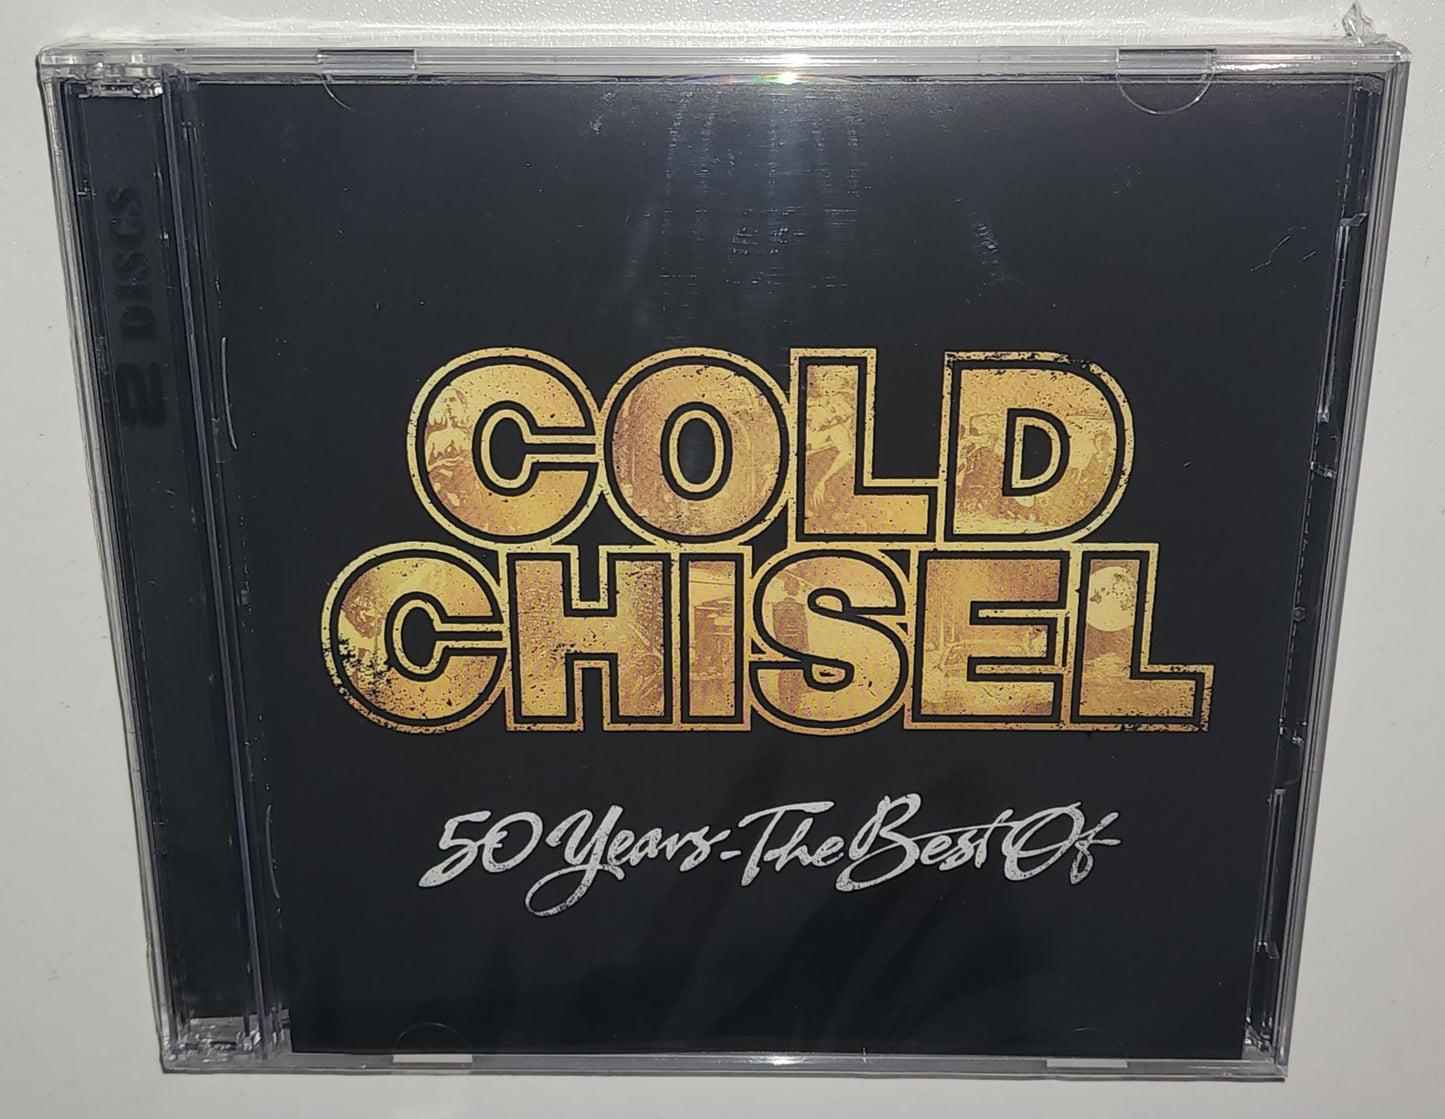 2 DISCS
COLD
CHISEL
50 Years - The Best Of